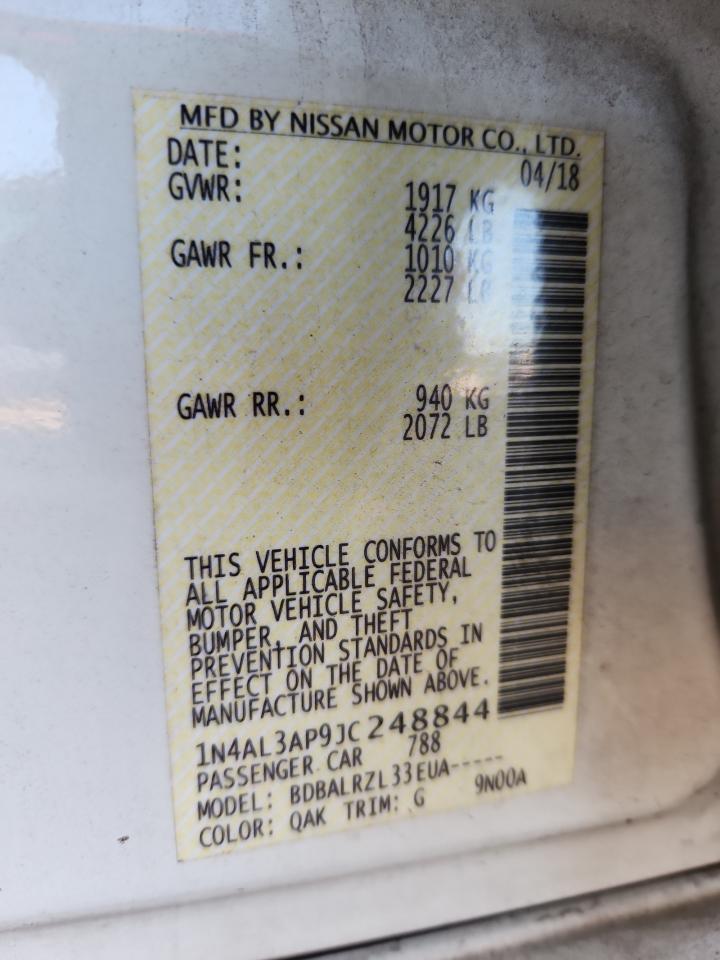 MFD BY NISSAN MOTOR CO., LTD.
DATE: 04/18
GVWR: 1917 KG
4226 LB
GAWR FR.: 1010 KG
2227 LB
GAWR RR.: 940 KG
2072 LB
THIS VEHICLE CONFORMS TO
ALL APPLICABLE FEDERAL
MOTOR VEHICLE SAFETY,
BUMPER, AND THEFT
PREVENTION STANDARDS IN
EFFECT ON THE DATE OF
MANUFACTURE SHOWN ABOVE.
1N4AL3AP9JC248844
PASSENGER CAR 788
MODEL: BDBALRZL33EUA-----
COLOR: QAK TRIM: G 9N00A